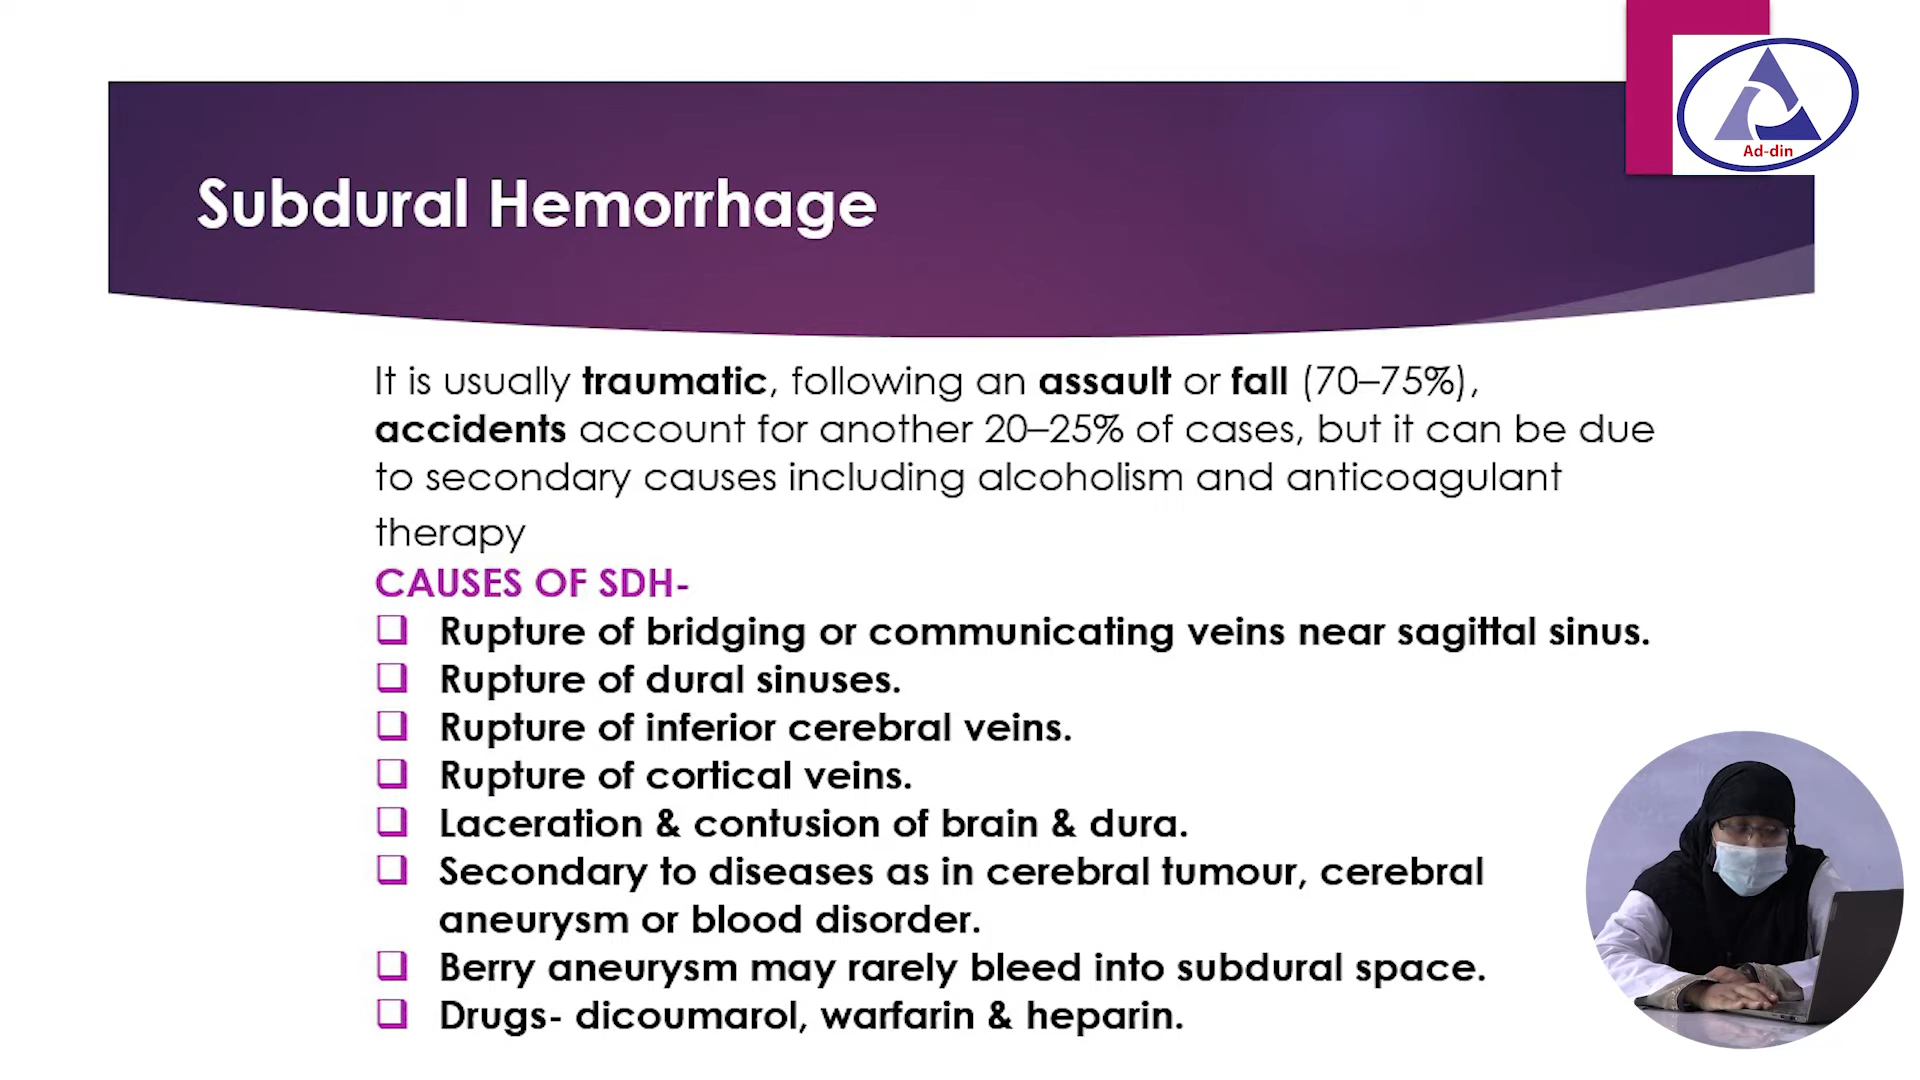 Ad-din
Subdural Hemorrhage
It is usually traumatic, following an assault or fall (70–75%),
accidents account for another 20–25% of cases, but it can be due
to secondary causes including alcoholism and anticoagulant
therapy
CAUSES OF SDH-
❑ Rupture of bridging or communicating veins near sagittal sinus.
❑ Rupture of dural sinuses.
❑ Rupture of inferior cerebral veins.
❑ Rupture of cortical veins.
❑ Laceration & contusion of brain & dura.
❑ Secondary to diseases as in cerebral tumour, cerebral
aneurysm or blood disorder.
❑ Berry aneurysm may rarely bleed into subdural space.
❑ Drugs- dicoumarol, warfarin & heparin.